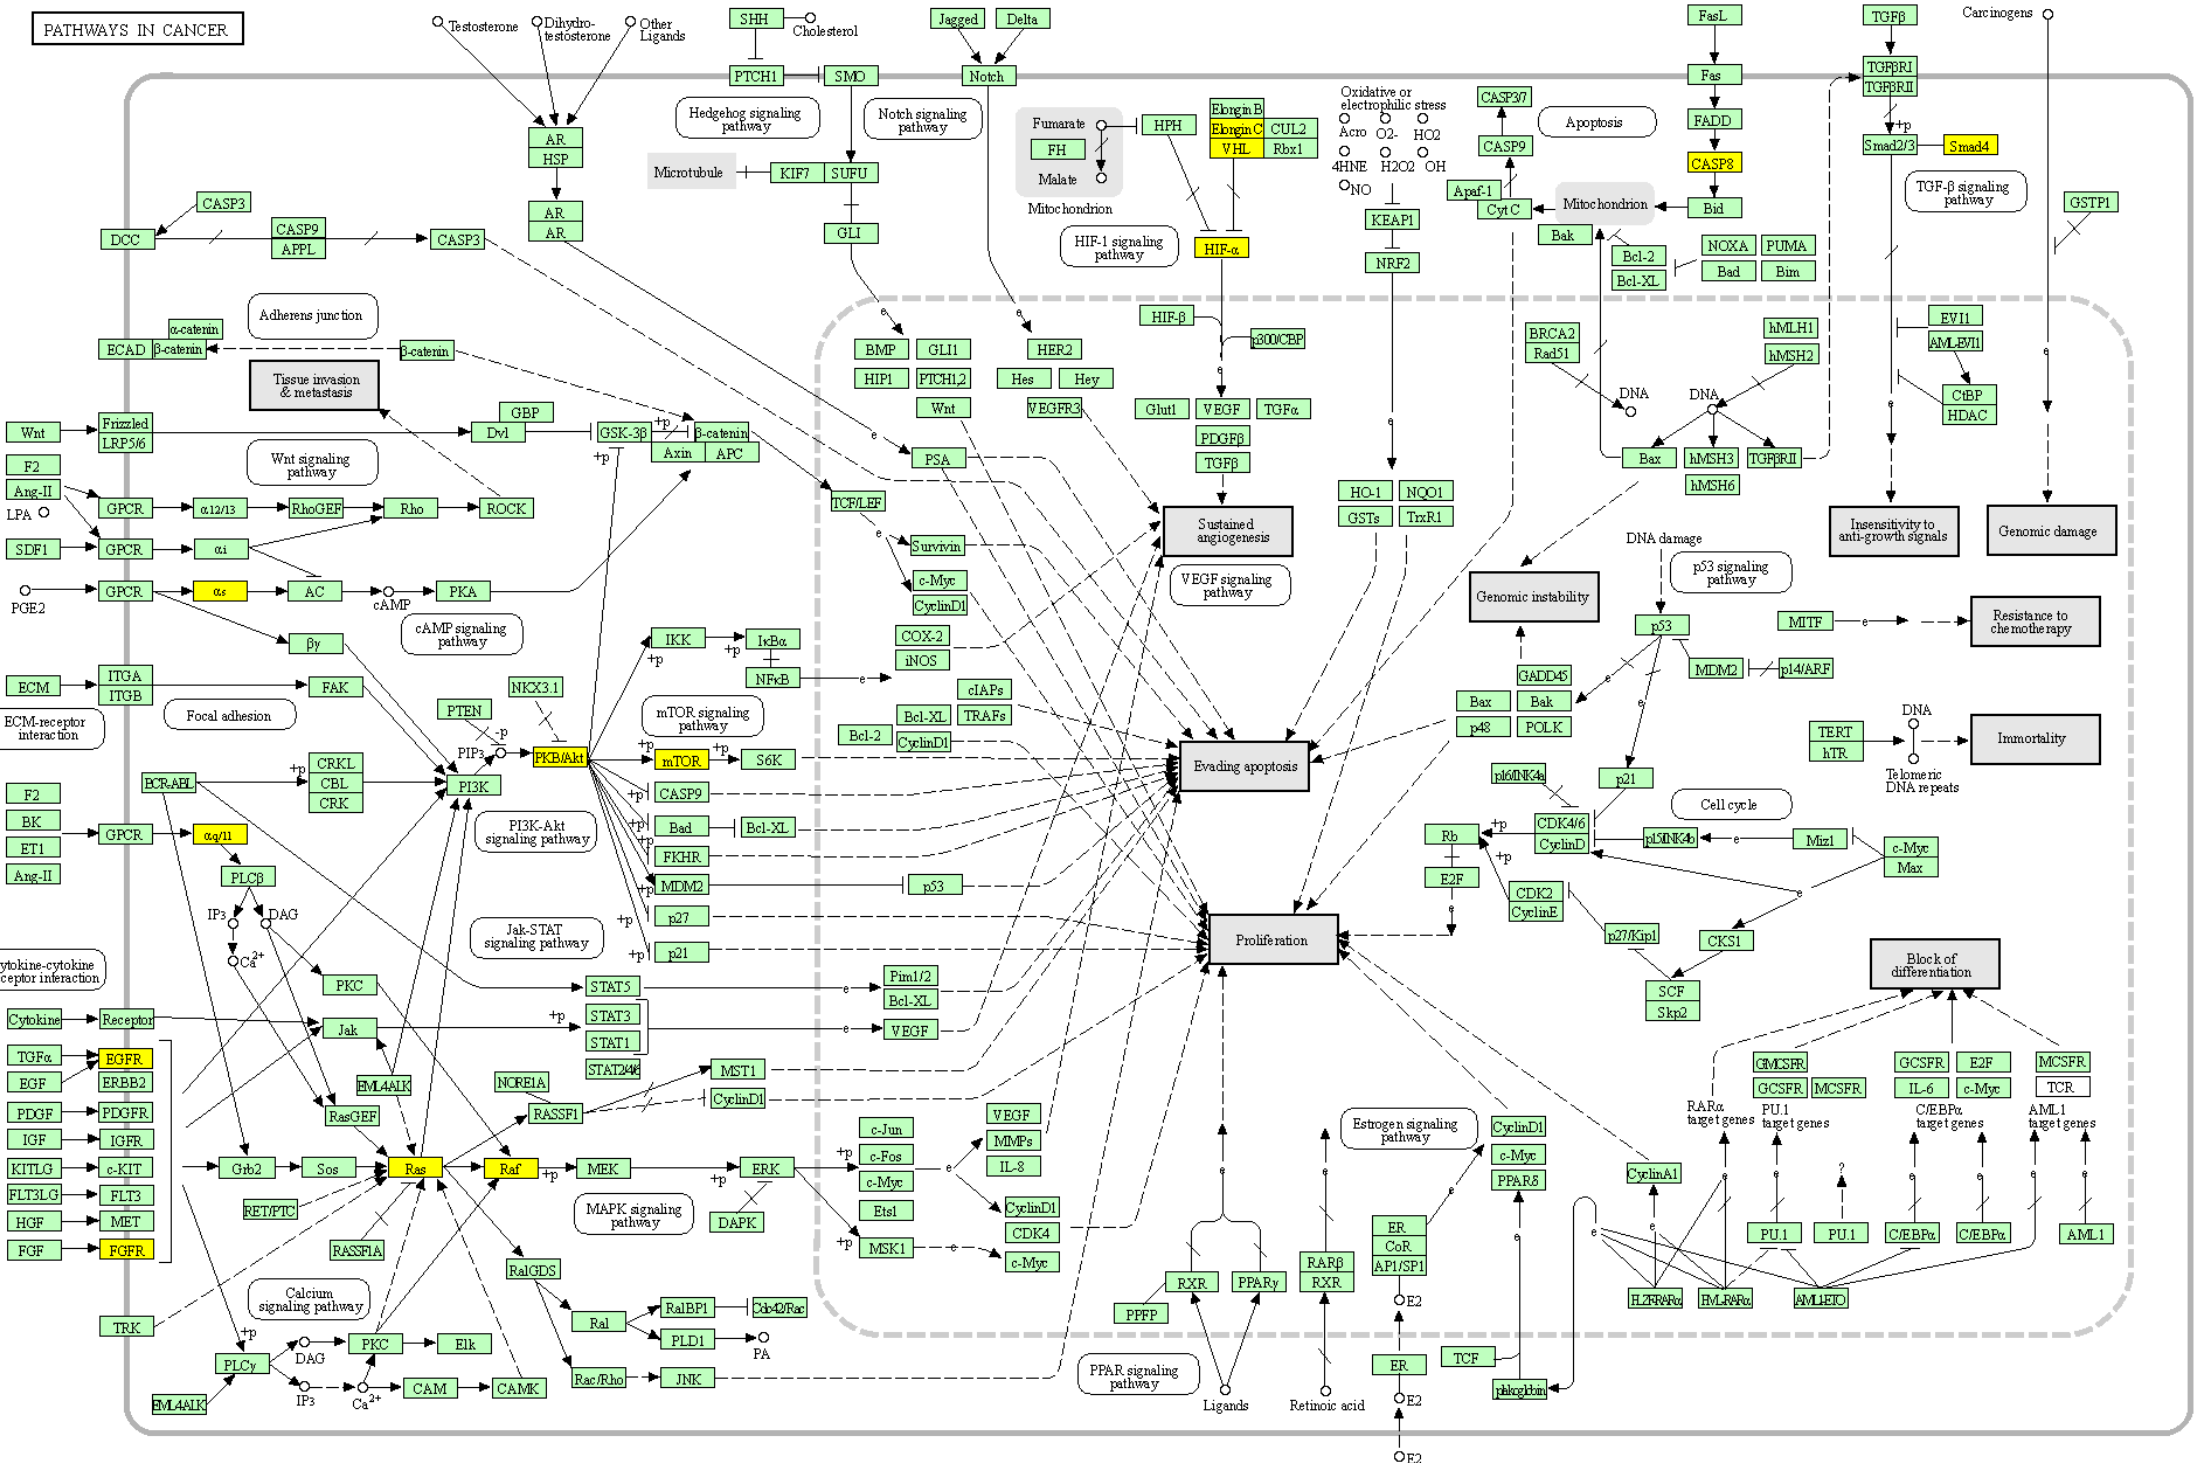 PATHWAYS IN CANCER
Testosterone
Dihydro-
testosterone
Other
Ligands
SHH
Cholesterol
PTCH1
SMO
Jagged
Delta
Notch
Hedgehog signaling
pathway
Notch signaling
pathway
Microtubule
KIF7
SUFU
GLI
AR
HSP
AR
AR
Fumarate
FH
Malate
Mitochondrion
HPH
Elongin B
Elongin C
CUL2
VHL
Rbx1
HIF-1 signaling
pathway
HIF-α
Oxidative or
electrophilic stress
Acro
O2-
HO2
4HNE
H2O2
OH
NO
KEAP1
NRF2
CASP3/7
CASP9
Apaf-1
Cyt C
Apoptosis
Mitochondrion
FasL
Fas
FADD
CASP8
Bid
Bak
Bcl-2
Bcl-XL
NOXA
PUMA
Bad
Bim
TGFβ
TGFβRI
TGFβRII
+p
Smad2/3
Smad4
TGF-β signaling
pathway
Carcinogens
GSTP1
CASP3
DCC
CASP9
APPL
CASP3
Adherens junction
α-catenin
ECAD
β-catenin
β-catenin
Tissue invasion
& metastasis
Wnt
Frizzled
LRP5/6
GBP
Dvl
GSK-3β
+p
β-catenin
Axin
APC
+p
Wnt signaling
pathway
F2
Ang-II
LPA
GPCR
α12/13
RhoGEF
Rho
ROCK
SDF1
GPCR
αi
PGE2
GPCR
αs
AC
cAMP
PKA
cAMP signaling
pathway
βγ
ECM
ITGA
ITGB
FAK
ECM-receptor
interaction
Focal adhesion
PTEN
NKX3.1
-p
PIP3
PKB/Akt
IKK
+p
IκBα
+p
NFκB
e
mTOR signaling
pathway
+p
mTOR
+p
S6K
BCR-ABL
+p
CRKL
CBL
CRK
PI3K
PI3K-Akt
signaling pathway
+p
CASP9
+p
Bad
Bcl-XL
+p
FKHR
+p
MDM2
p53
+p
p27
+p
p21
F2
BK
ET1
Ang-II
GPCR
αq/11
PLCβ
IP3
DAG
Ca2+
PKC
Jak-STAT
signaling pathway
ytokine-cytokine
ceptor interaction
Cytokine
Receptor
Jak
+p
STAT5
STAT3
STAT1
STAT2/4/6
e
e
Pim1/2
Bcl-XL
VEGF
TGFα
EGF
EGFR
ERBB2
PDGF
PDGFR
IGF
IGFR
KITLG
c-KIT
FLT3LG
FLT3
HGF
MET
FGF
FGFR
EML4ALK
RasGEF
NORE1A
RASSF1
MST1
CyclinD1
Grb2
Sos
Ras
Raf
+p
MEK
+p
ERK
+p
DAPK
MAPK signaling
pathway
RET/PTC
RASSF1A
c-Jun
c-Fos
c-Myc
Ets1
e
VEGF
MMPs
IL-8
CyclinD1
CDK4
+p
MSK1
e
c-Myc
Calcium
signaling pathway
TRK
+p
PLCγ
EML4ALK
DAG
IP3
Ca2+
PKC
Elk
CAM
CAMK
RalGDS
Ral
RalBP1
Cdc42/Rac
PLD1
PA
Rac/Rho
JNK
e
e
BMP
GLI1
HIP1
PTCH1,2
Wnt
HER2
Hes
Hey
VEGFR3
HIF-β
p300/CBP
e
Glut1
VEGF
TGFα
PDGFβ
TGFβ
e
PSA
TCF/LEF
e
Survivin
c-Myc
CyclinD1
COX-2
iNOS
cIAPs
Bcl-XL
TRAFs
Bcl-2
CyclinD1
Sustained
angiogenesis
VEGF signaling
pathway
e
HO-1
NQO1
GSTs
TrxR1
Evading apoptosis
Proliferation
BRCA2
Rad51
DNA
hMLH1
hMSH2
DNA
Bax
hMSH3
TGFβRII
hMSH6
EVI1
AML-EVI1
CtBP
HDAC
e
e
Insensitivity to
anti-growth signals
Genomic damage
DNA damage
p53 signaling
pathway
Genomic instability
p53
MDM2
p14/ARF
e
e
GADD45
Bax
Bak
p48
POLK
MITF
e
Resistance to
chemotherapy
TERT
hTR
DNA
Telomeric
DNA repeats
Immortality
p21
p16/INK4a
Cell cycle
Rb
+p
CDK4/6
CyclinD
p15/INK4b
e
Miz1
c-Myc
Max
E2F
+p
CDK2
CyclinE
e
p27/Kip1
CKS1
SCF
Skp2
Block of
differentiation
GMCSFR
GCSFR
MCSFR
GCSFR
E2F
IL-6
c-Myc
MCSFR
TCR
RARα
target genes
PU.1
target genes
C/EBPα
target genes
AML1
target genes
Estrogen signaling
pathway
CyclinD1
c-Myc
PPARδ
CyclinA1
e
e
e
?
e
e
e
e
PU.1
PU.1
C/EBPα
C/EBPα
AML1
e
PLZF-RARα
PML-RARα
AML1-ETO
RXR
PPARγ
PPFP
e
RARβ
RXR
e
ER
CoR
AP1/SP1
e
E2
ER
E2
E2
TCF
e
plakoglobin
PPAR signaling
pathway
Ligands
Retinoic acid